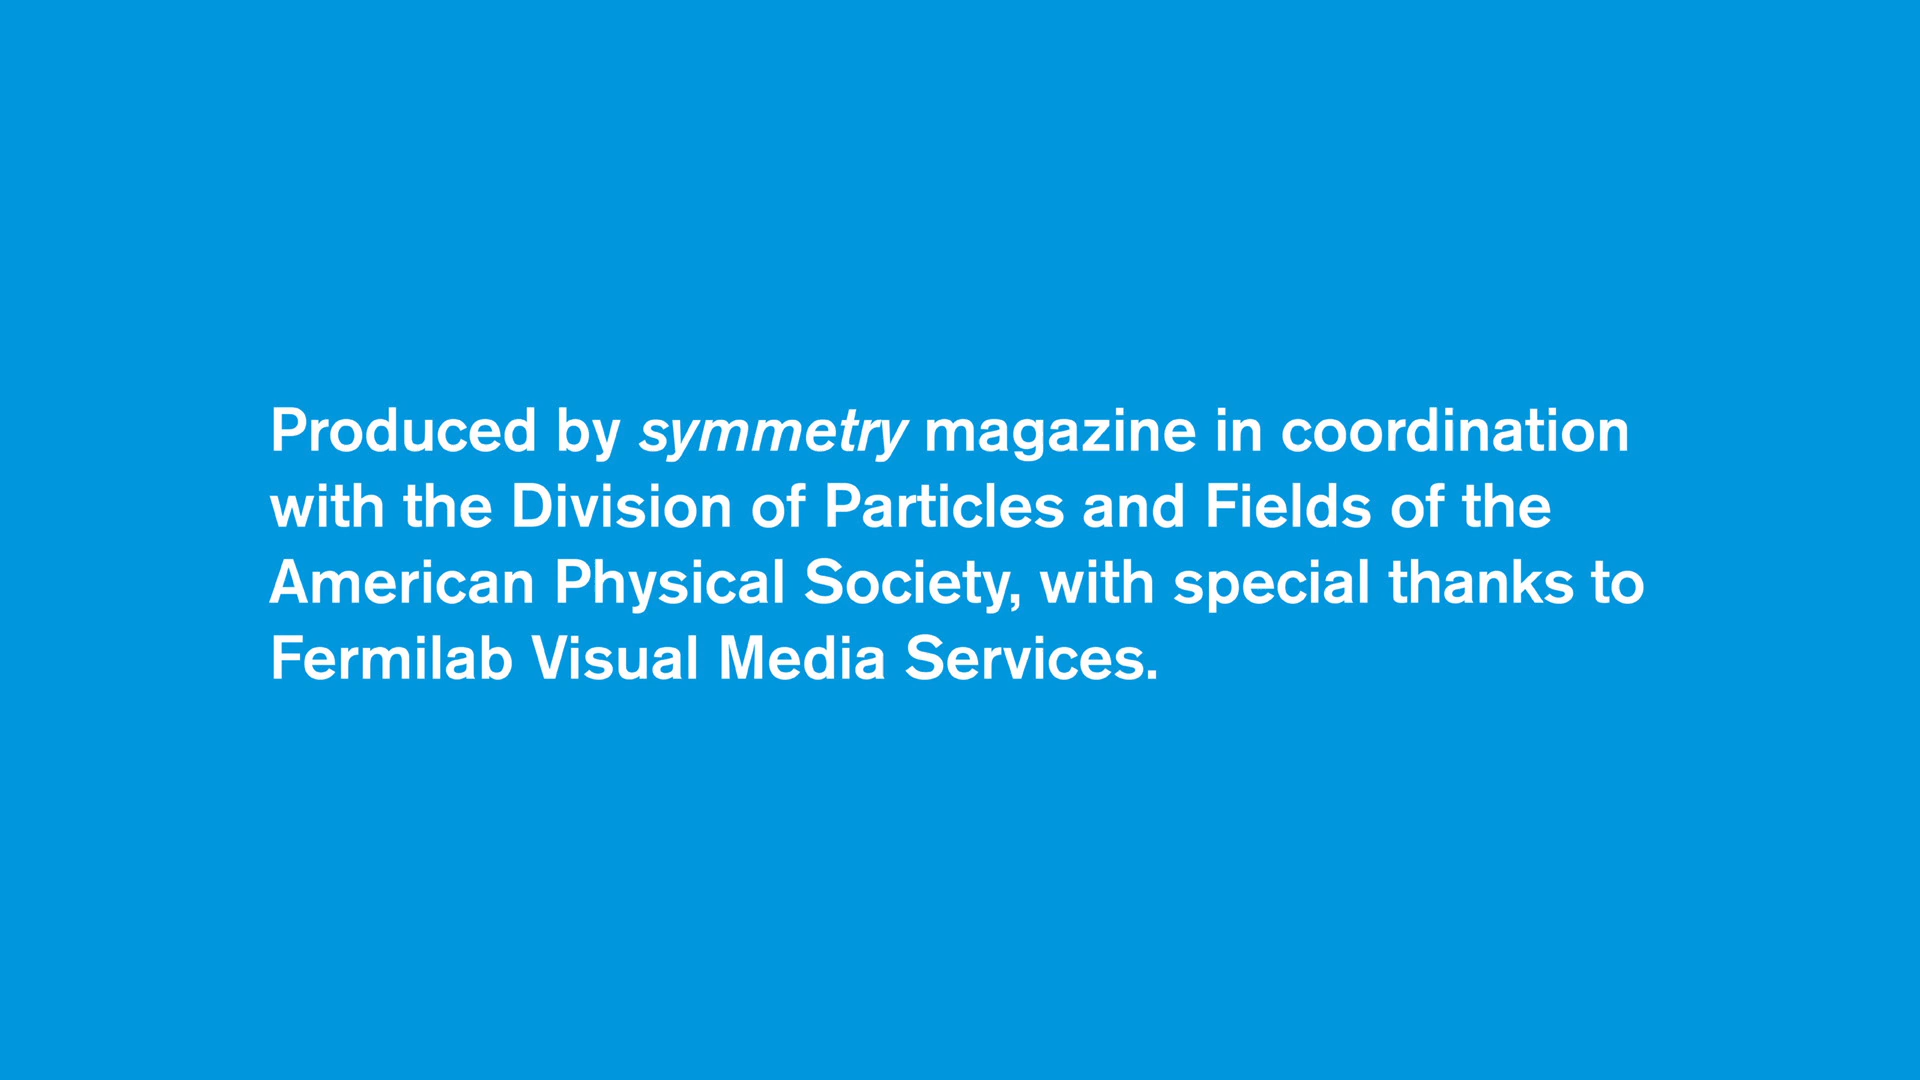 Produced by symmetry magazine in coordination
with the Division of Particles and Fields of the
American Physical Society, with special thanks to
Fermilab Visual Media Services.